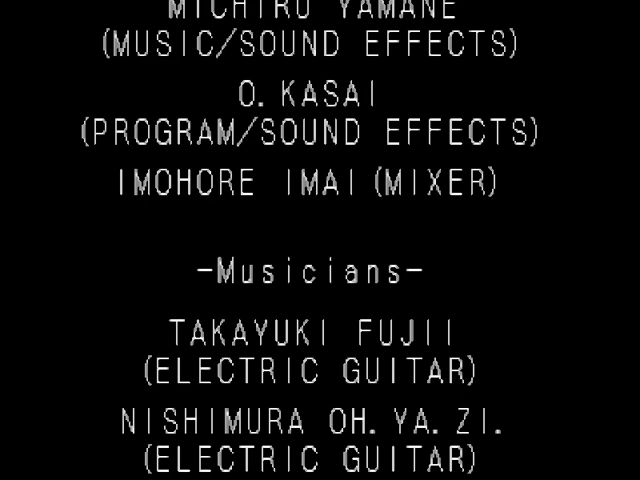 MICHIRU YAMANE
(MUSIC/SOUND EFFECTS)
O. KASAI
(PROGRAM/SOUND EFFECTS)
IMOHORE IMAI (MIXER)
-Musicians-
TAKAYUKI FUJII
(ELECTRIC GUITAR)
NISHIMURA OH. YA. ZI.
(ELECTRIC GUITAR)